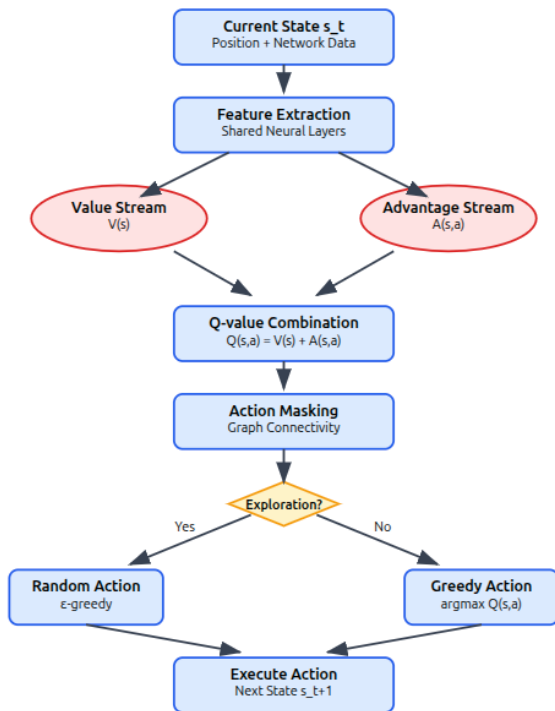 Current State s_t
Position + Network Data
Feature Extraction
Shared Neural Layers
Value Stream
V(s)
Advantage Stream
A(s,a)
Q-value Combination
Q(s,a) = V(s) + A(s,a)
Action Masking
Graph Connectivity
Exploration?
Yes
No
Random Action
ε-greedy
Greedy Action
argmax Q(s,a)
Execute Action
Next State s_t+1